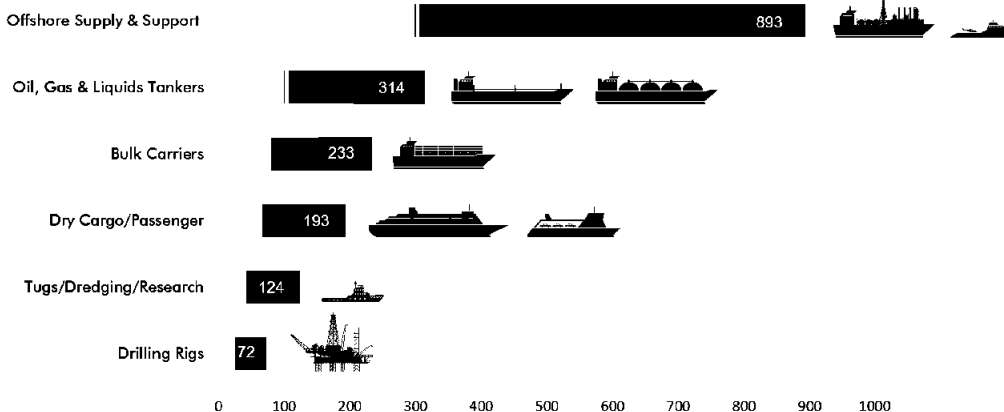 Offshore Supply & Support 893
Oil, Gas & Liquids Tankers 314
Bulk Carriers 233
Dry Cargo/Passenger 193
Tugs/Dredging/Research 124
Drilling Rigs 72
0 100 200 300 400 500 600 700 800 900 1000